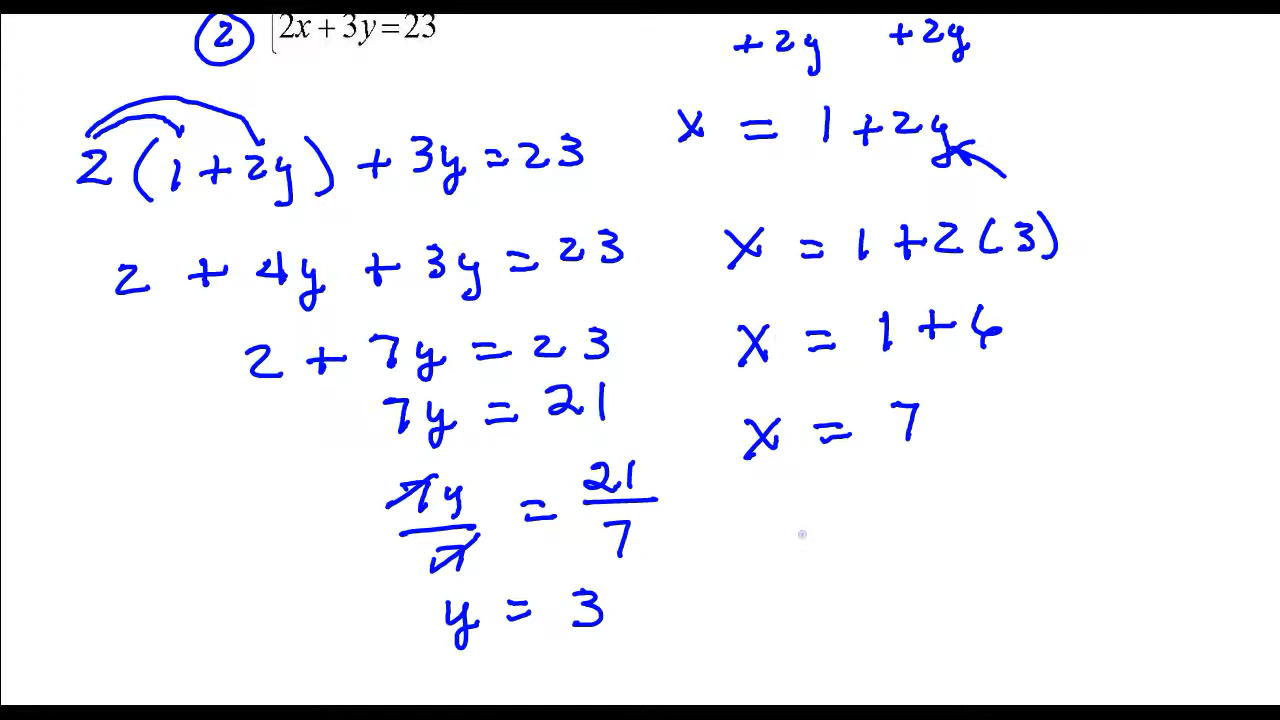 2 2x + 3y = 23
2 ( 1 + 2y ) + 3y = 23
2 + 4y + 3y = 23
2 + 7y = 23
7y = 21
7y/7 = 21/7
y = 3
+2y +2y
x = 1 + 2y
x = 1 + 2 ( 3 )
x = 1 + 6
x = 7